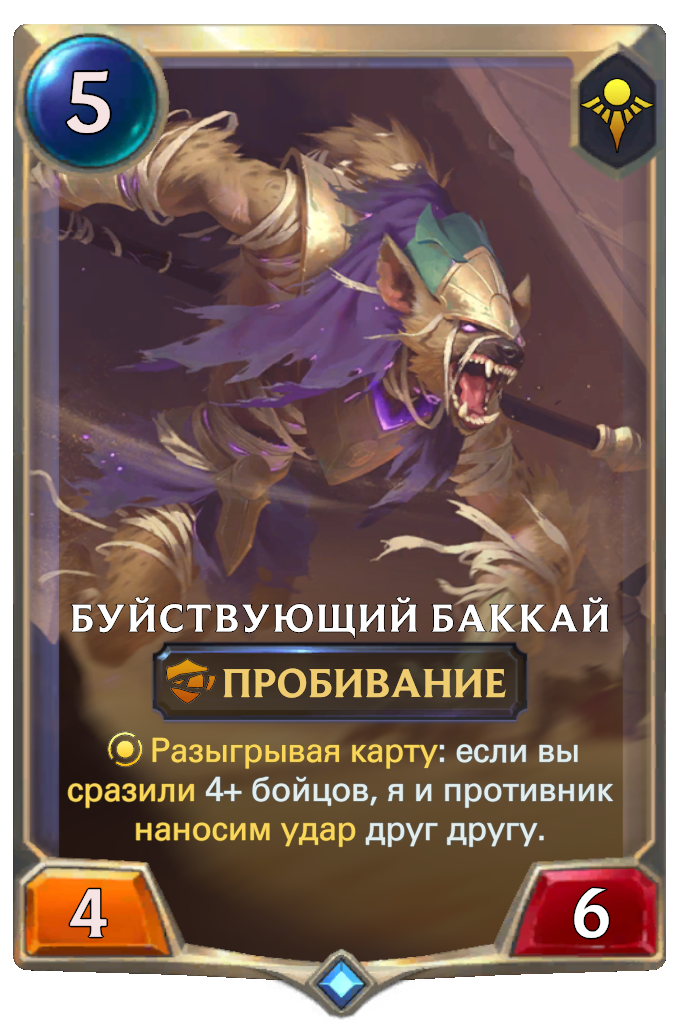 5
БУЙСТВУЮЩИЙ БАККАЙ
ПРОБИВАНИЕ
Разыгрывая карту: если вы
сразили 4+ бойцов, я и противник
наносим удар друг другу.
4
6